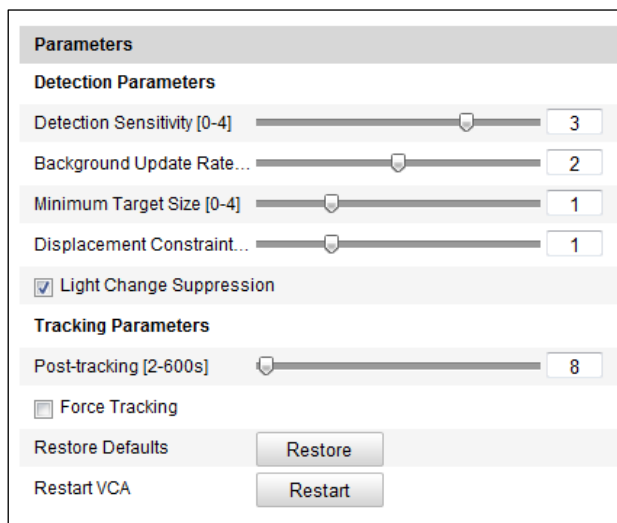 Parameters
Detection Parameters
Detection Sensitivity [0-4] 3
Background Update Rate... 2
Minimum Target Size [0-4] 1
Displacement Constraint... 1
Light Change Suppression
Tracking Parameters
Post-tracking [2-600s] 8
Force Tracking
Restore Defaults Restore
Restart VCA Restart